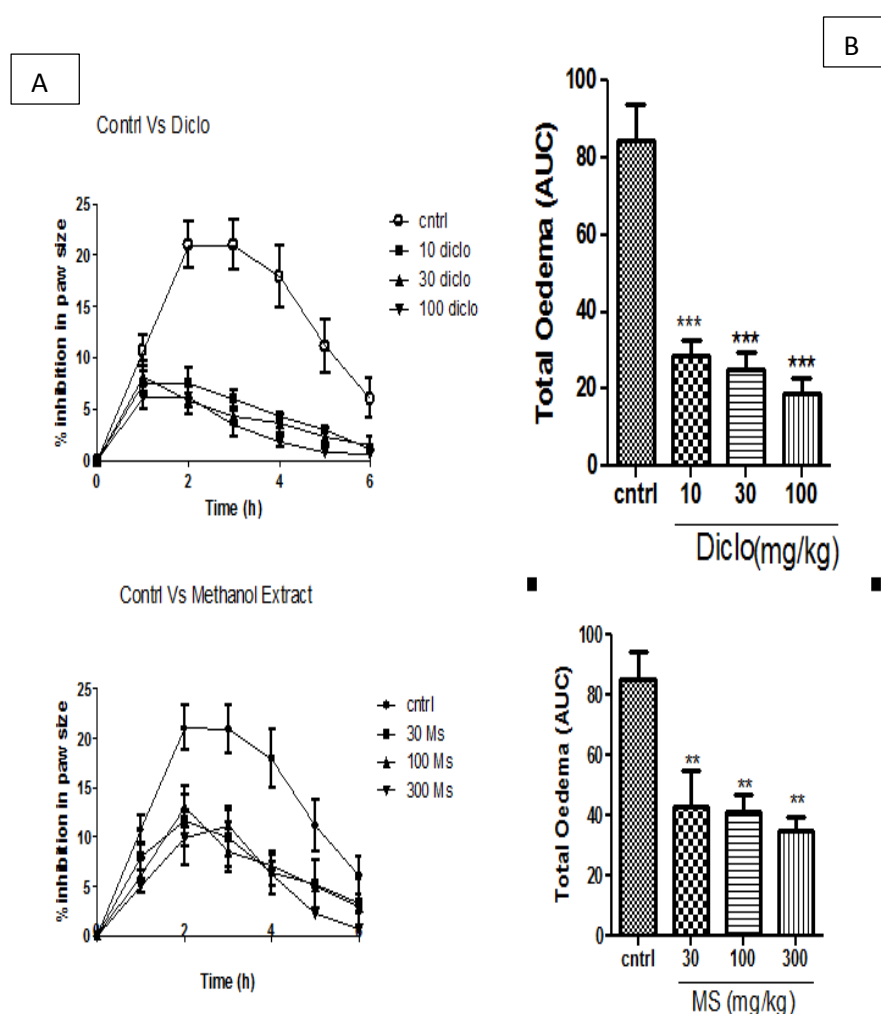 A
B
Contrl Vs Diclo
% inhibition in paw size
25
20
15
10
5
0
0
2
4
6
Time (h)
cntrl
10 diclo
30 diclo
100 diclo
Total Oedema (AUC)
100
80
60
40
20
0
***
***
***
cntrl 10 30 100
Diclo(mg/kg)
Contrl Vs Methanol Extract
% inhibition in paw size
25
20
15
10
5
0
0
2
4
6
Time (h)
cntrl
30 Ms
100 Ms
300 Ms
Total Oedema (AUC)
100
80
60
40
20
0
**
**
**
cntrl 30 100 300
MS (mg/kg)